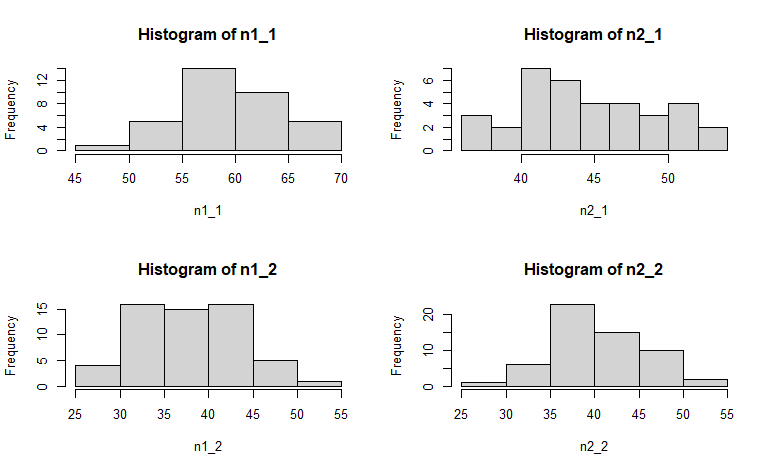 Histogram of n1_1
Frequency
0 4 8 12
45 50 55 60 65 70
n1_1
Histogram of n2_1
Frequency
0 2 4 6
40 45 50
n2_1
Histogram of n1_2
Frequency
0 5 10 15
25 30 35 40 45 50 55
n1_2
Histogram of n2_2
Frequency
0 10 20
25 30 35 40 45 50 55
n2_2